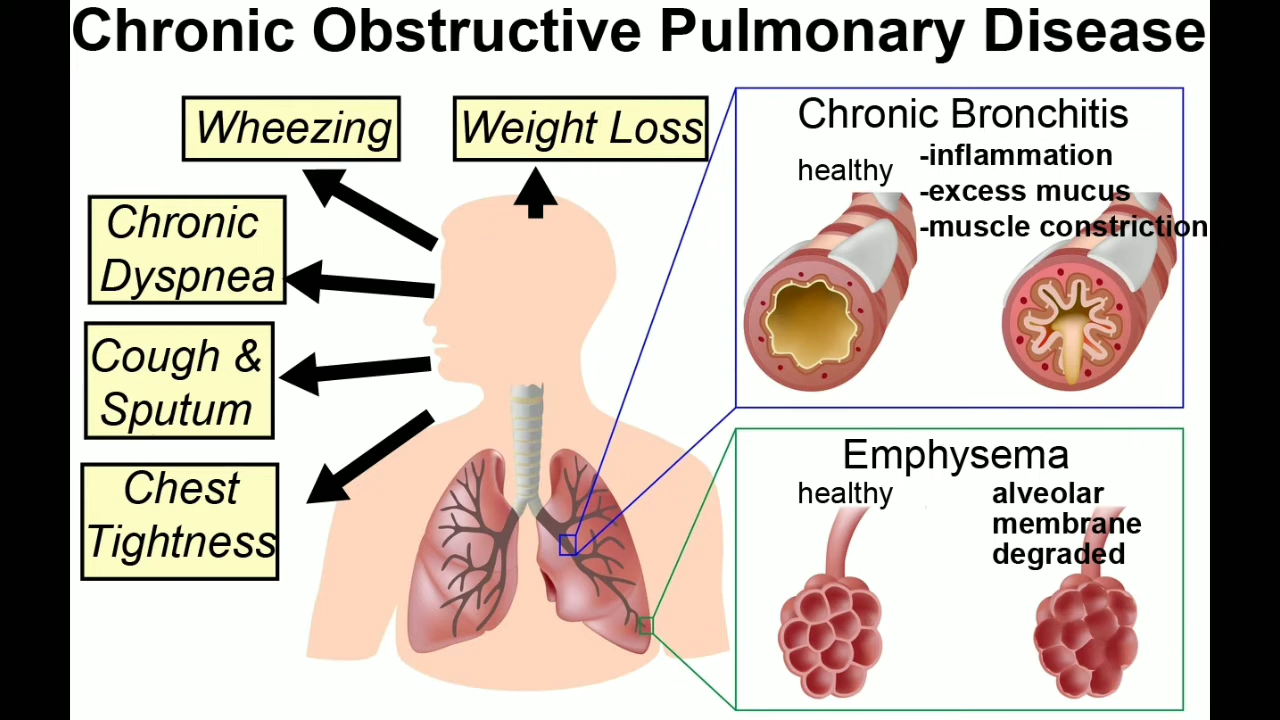 Chronic Obstructive Pulmonary Disease
Wheezing
Weight Loss
Chronic
Dyspnea
Cough &
Sputum
Chest
Tightness
Chronic Bronchitis
healthy
-inflammation
-excess mucus
-muscle constriction
Emphysema
healthy
alveolar
membrane
degraded